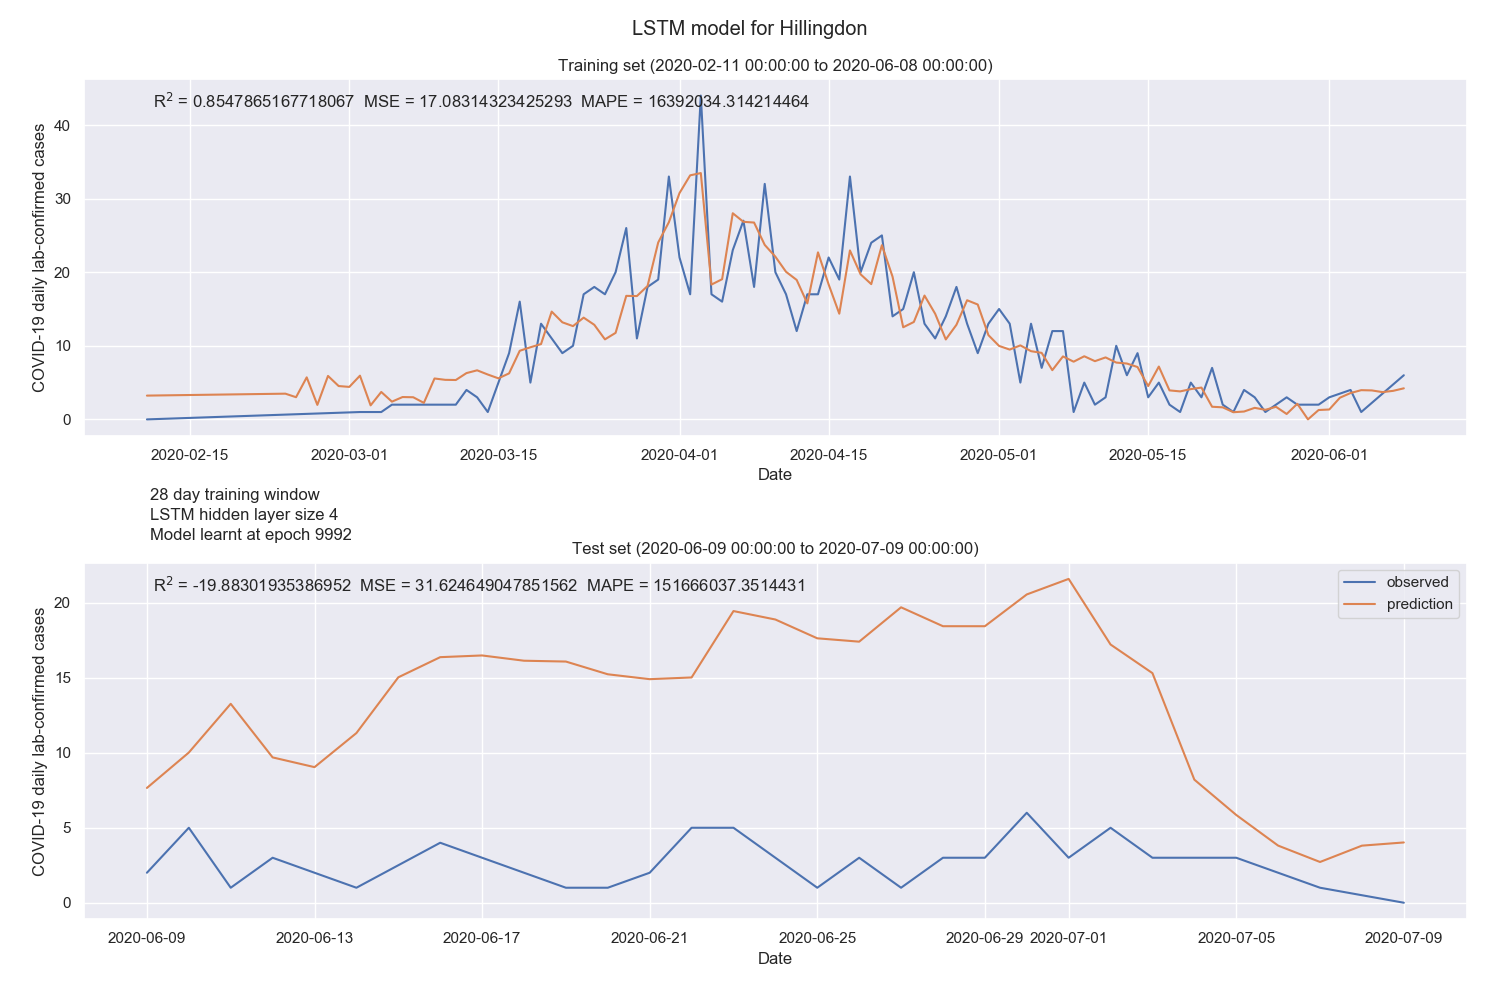 LSTM model for Hillingdon
Training set (2020-02-11 00:00:00 to 2020-06-08 00:00:00)
R² = 0.8547865167718067 MSE = 17.08314323425293 MAPE = 16392034.314214464
COVID-19 daily lab-confirmed cases
40
30
20
10
0
2020-02-15 2020-03-01 2020-03-15 2020-04-01 2020-04-15 2020-05-01 2020-05-15 2020-06-01
Date
28 day training window
LSTM hidden layer size 4
Model learnt at epoch 9992
Test set (2020-06-09 00:00:00 to 2020-07-09 00:00:00)
R² = -19.88301935386952 MSE = 31.624649047851562 MAPE = 151666037.3514431
observed
prediction
COVID-19 daily lab-confirmed cases
20
15
10
5
0
2020-06-09 2020-06-13 2020-06-17 2020-06-21 2020-06-25 2020-06-29 2020-07-01 2020-07-05 2020-07-09
Date